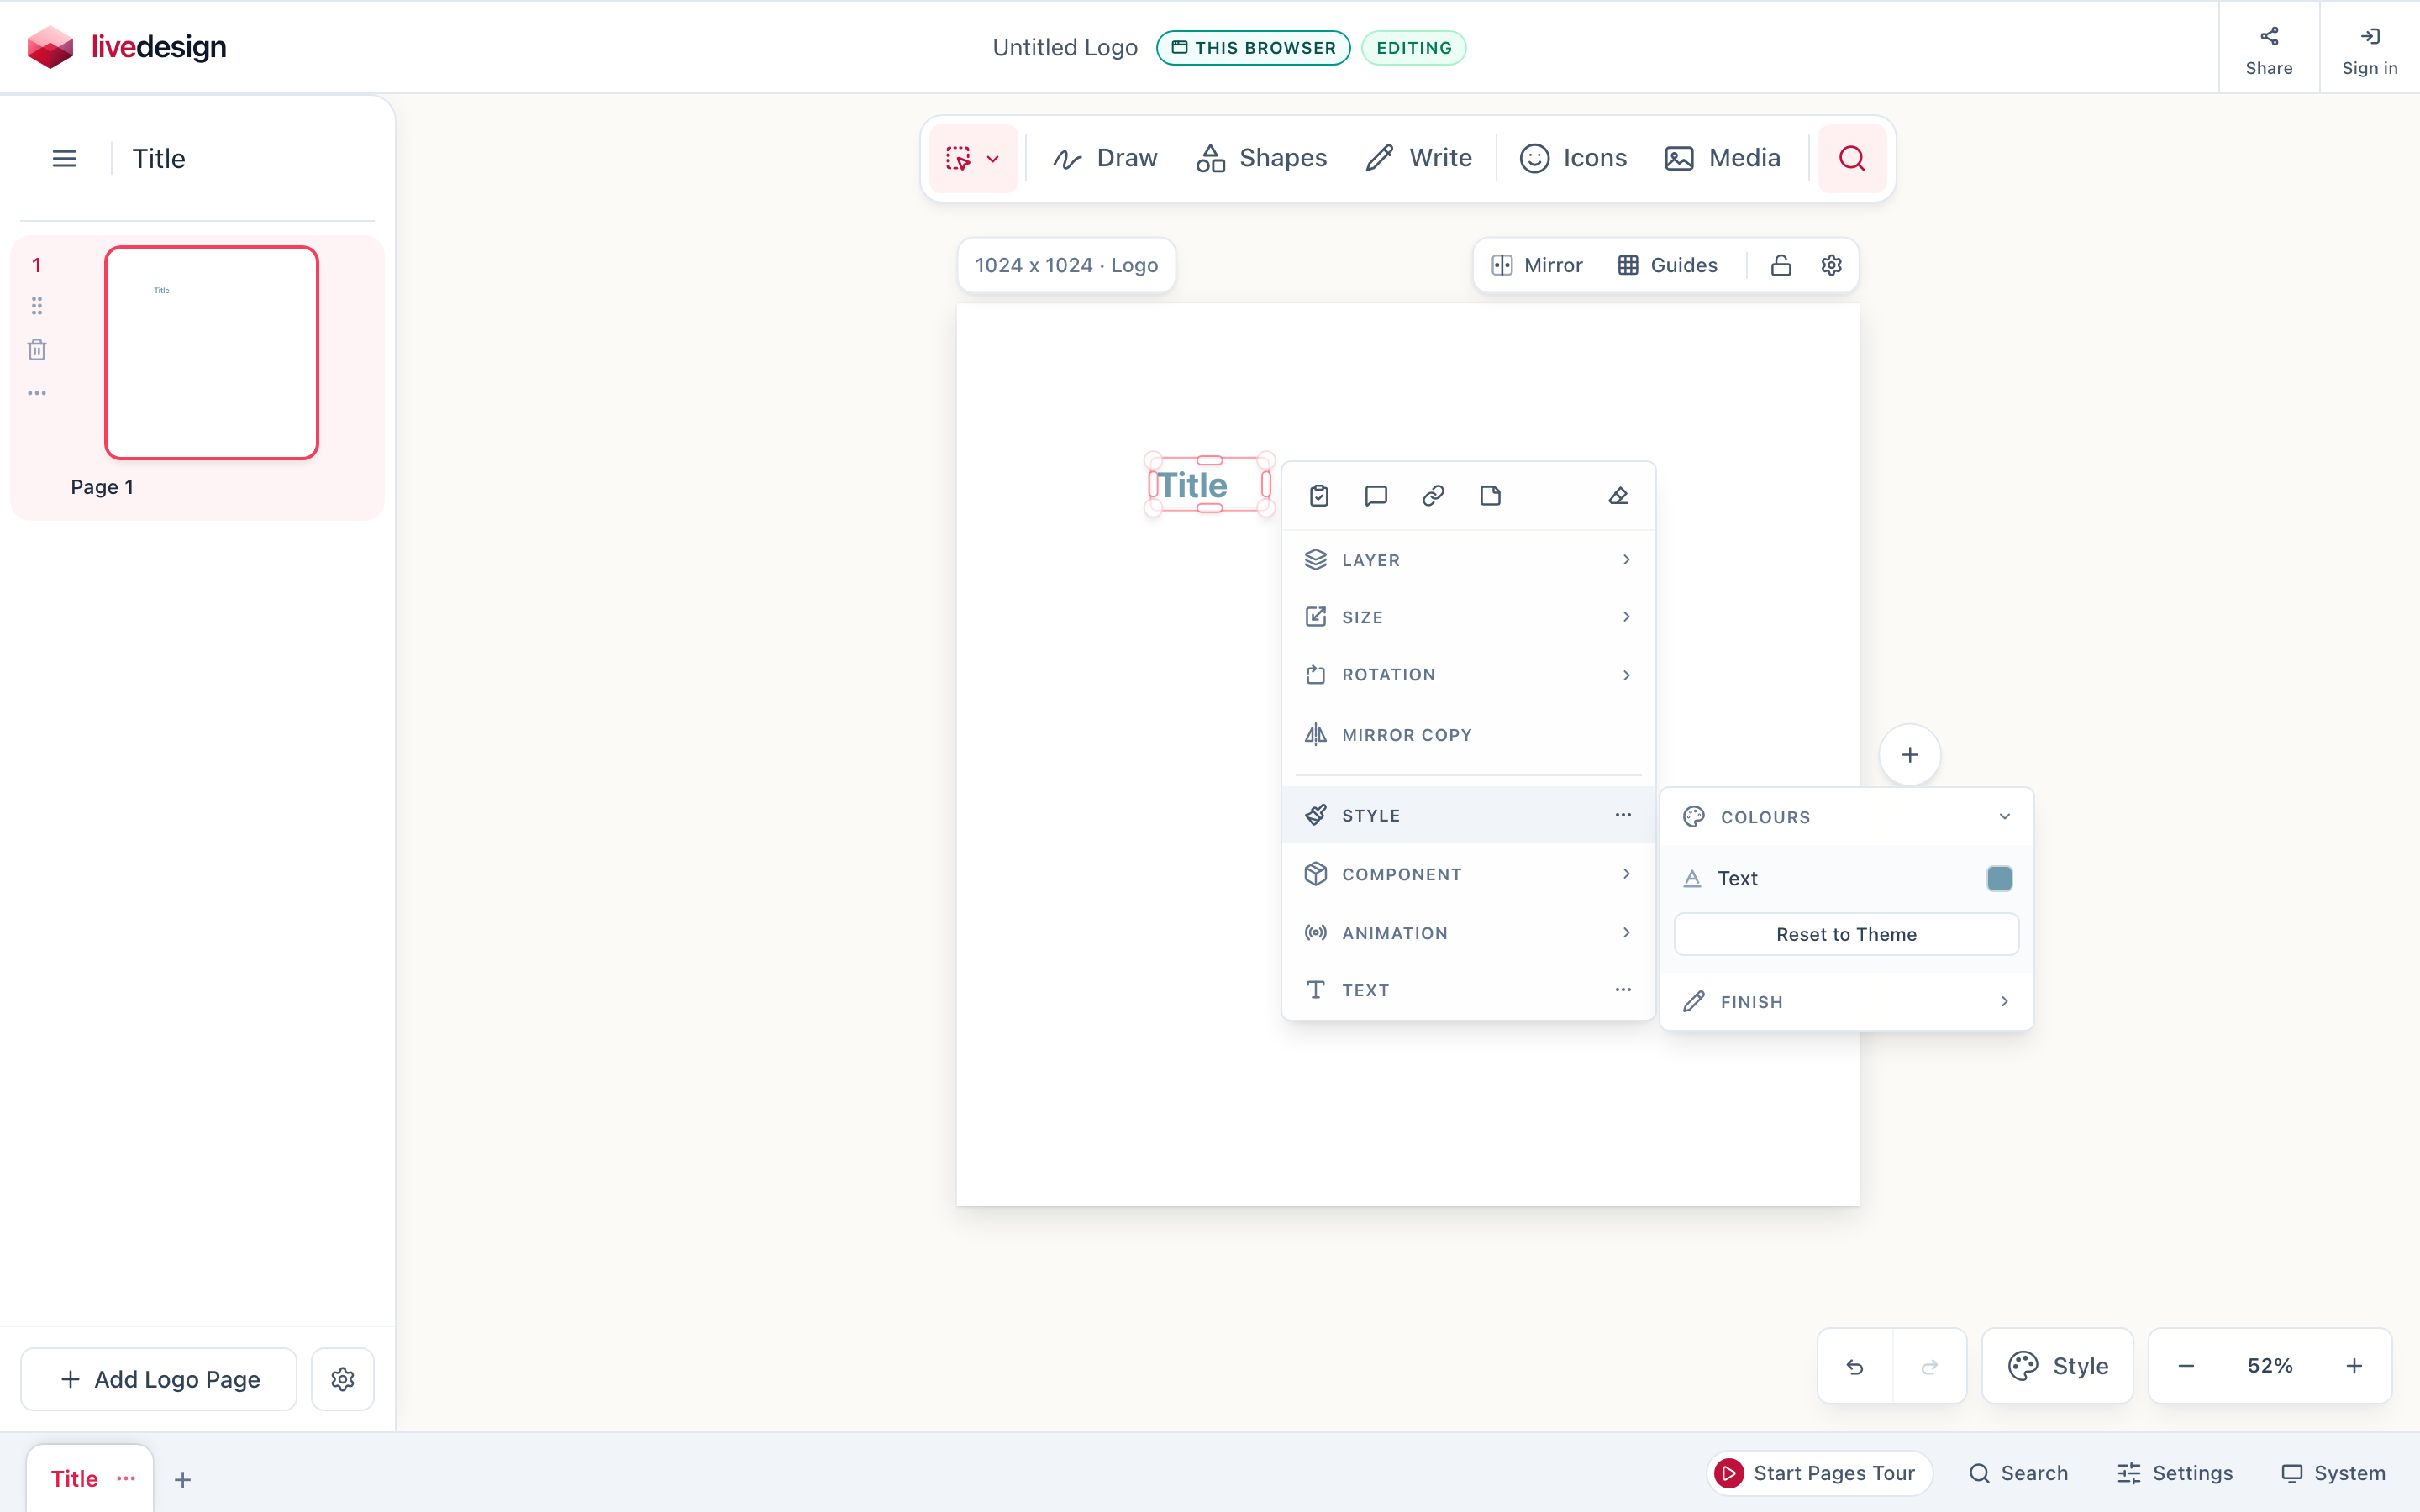 livedesign
Untitled Logo THIS BROWSER EDITING
Share
Sign in
Title
Draw Shapes Write Icons Media
1
Title
Page 1
1024 x 1024 · Logo
Mirror Guides
Title
LAYER
SIZE
ROTATION
MIRROR COPY
STYLE
COMPONENT
ANIMATION
TEXT
COLOURS
Text
Reset to Theme
FINISH
Add Logo Page
Style
52%
Title
Start Pages Tour
Search
Settings
System